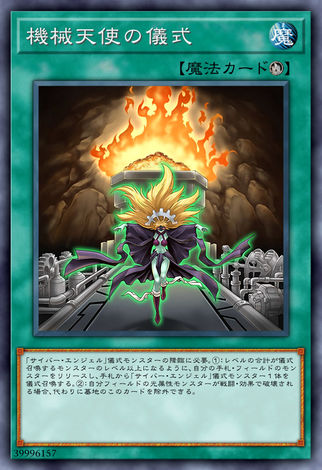 機械天使の儀式
魔
【魔法カード】
「サイバー・エンジェル」儀式モンスターの降臨に必要。①:レベルの合計が儀式
召喚するモンスターのレベル以上になるように、自分の手札・フィールドのモン
スターをリリースし、手札から「サイバー・エンジェル」儀式モンスター1体を
儀式召喚する。②:自分フィールドの光属性モンスターが戦闘・効果で破壊され
る場合、代わりに墓地のこのカードを除外できる。
39996157